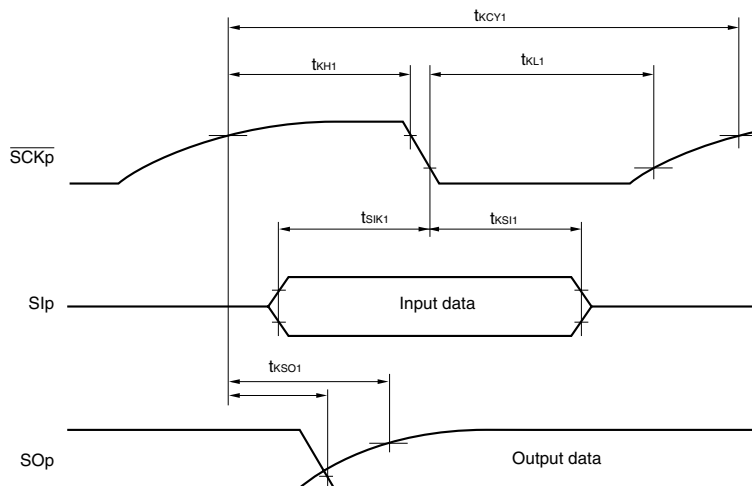 tKCY1
tKH1
tKL1
SCKp
tSIK1
tKSI1
SIp
Input data
tKSO1
SOp
Output data